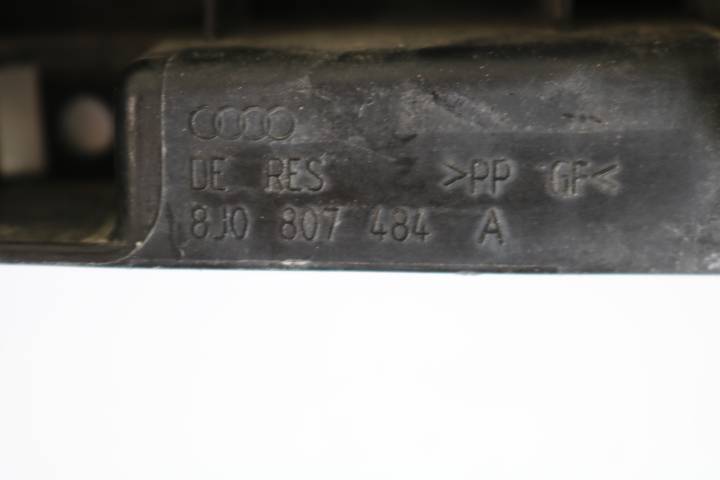 DE RES >PP GF<
8J0 807 484 A